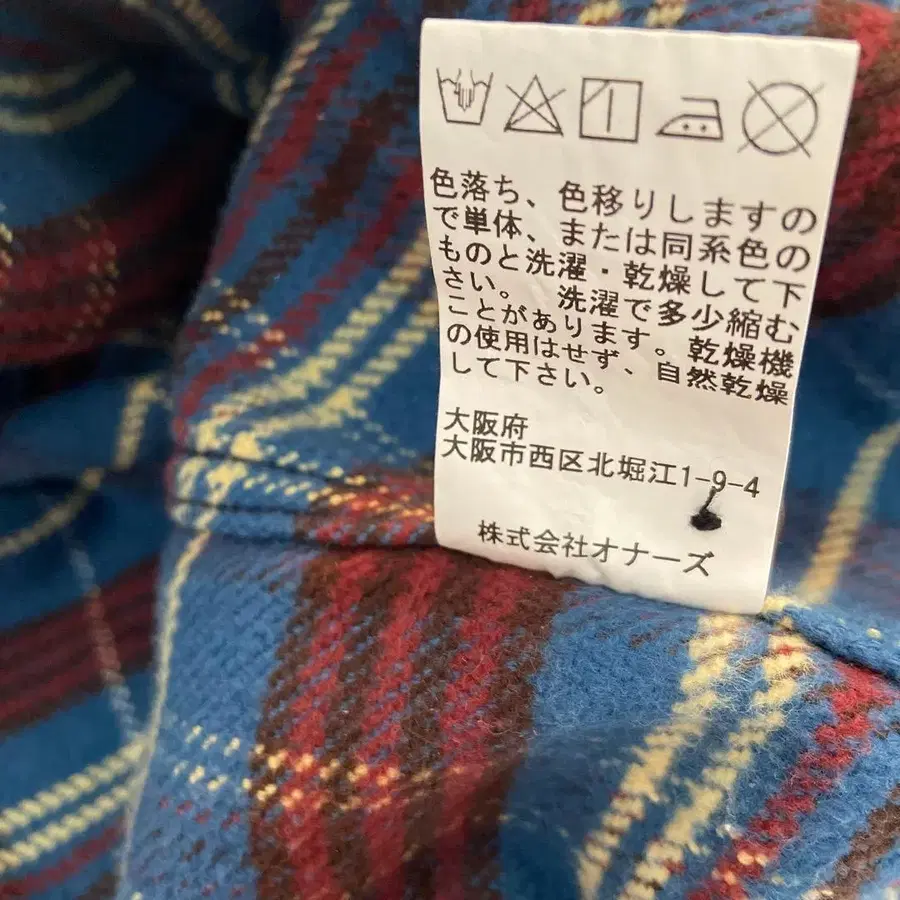 色落ち、色移りしますの
で単体、または同系色の
ものと洗濯・乾燥して下
さい。 洗濯で多少縮む
ことがあります。乾燥機
の使用はせず、自然乾燥
して下さい。
大阪府
大阪市西区北堀江1-9-4
株式会社オナーズ